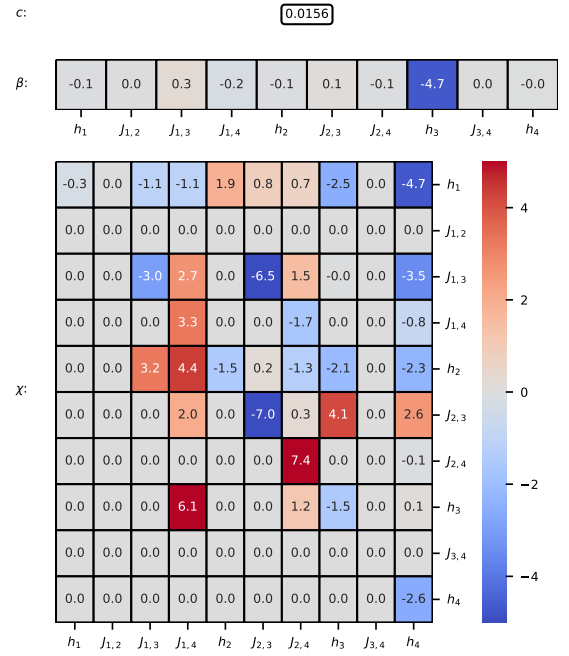 c: 0.0156
β: -0.1 0.0 0.3 -0.2 -0.1 0.1 -0.1 -4.7 0.0 -0.0
h₁ J₁,₂ J₁,₃ J₁,₄ h₂ J₂,₃ J₂,₄ h₃ J₃,₄ h₄
-0.3 0.0 -1.1 -1.1 1.9 0.8 0.7 -2.5 0.0 -4.7 h₁
0.0 0.0 0.0 0.0 0.0 0.0 0.0 0.0 0.0 0.0 J₁,₂
0.0 0.0 -3.0 2.7 0.0 -6.5 1.5 -0.0 0.0 -3.5 J₁,₃
0.0 0.0 0.0 3.3 0.0 0.0 -1.7 0.0 0.0 -0.8 J₁,₄
χ: 0.0 0.0 3.2 4.4 -1.5 0.2 -1.3 -2.1 0.0 -2.3 h₂
0.0 0.0 0.0 2.0 0.0 -7.0 0.3 4.1 0.0 2.6 J₂,₃
0.0 0.0 0.0 0.0 0.0 0.0 7.4 0.0 0.0 -0.1 J₂,₄
0.0 0.0 0.0 6.1 0.0 0.0 1.2 -1.5 0.0 0.1 h₃
0.0 0.0 0.0 0.0 0.0 0.0 0.0 0.0 0.0 0.0 J₃,₄
0.0 0.0 0.0 0.0 0.0 0.0 0.0 0.0 0.0 -2.6 h₄
h₁ J₁,₂ J₁,₃ J₁,₄ h₂ J₂,₃ J₂,₄ h₃ J₃,₄ h₄
4
2
0
−2
−4